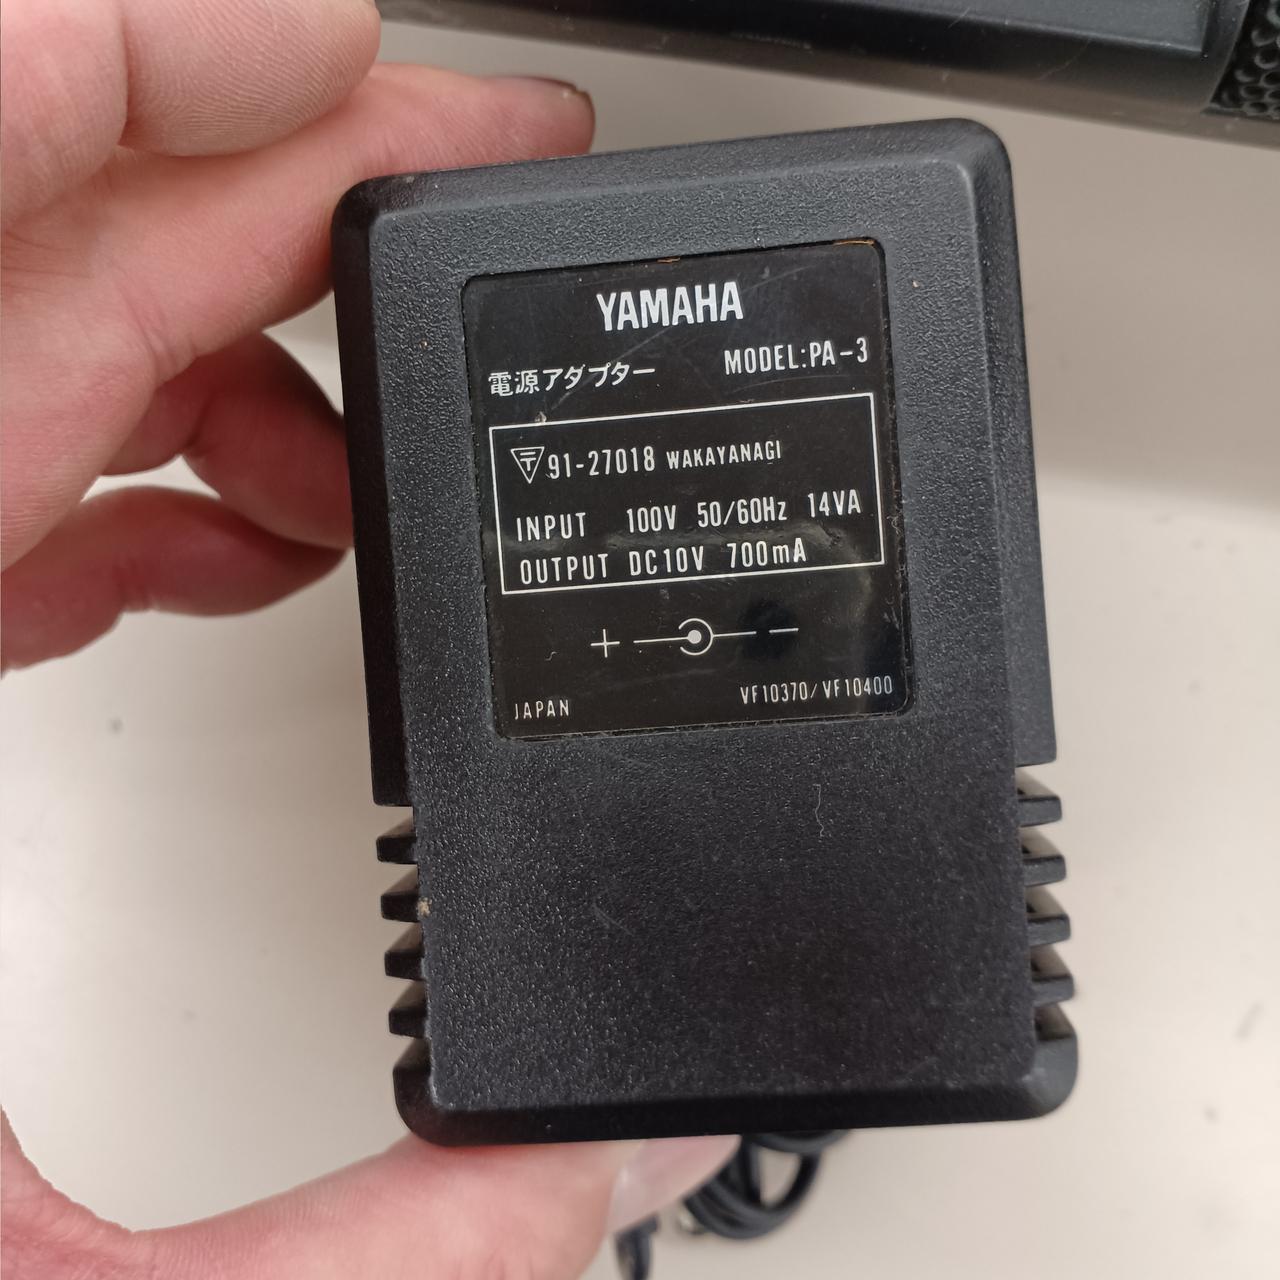 YAMAHA
電源アダプター MODEL:PA-3
〒 91-27018 WAKAYANAGI
INPUT 100V 50/60Hz 14VA
OUTPUT DC10V 700mA
+ −
JAPAN VF10370/VF10400